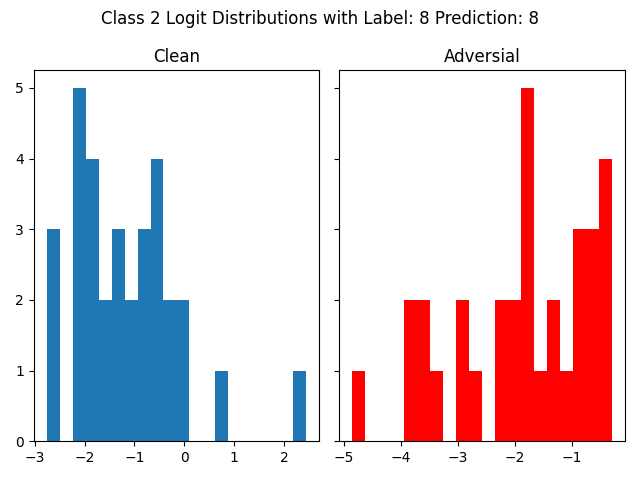 Class 2 Logit Distributions with Label: 8 Prediction: 8
Clean
Adversial
5
4
3
2
1
0
−3 −2 −1 0 1 2
−5 −4 −3 −2 −1